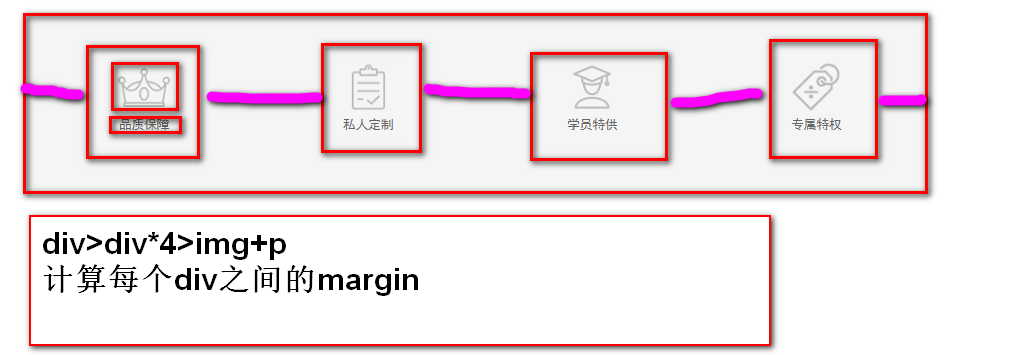 品质保障
私人定制
学员特供
专属特权
div>div*4>img+p
计算每个div之间的margin